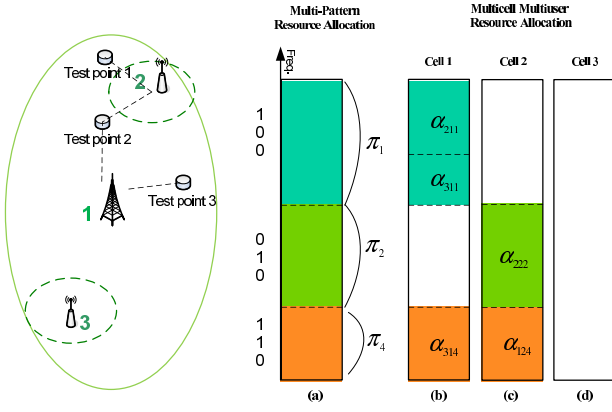 Multi-Pattern
Resource Allocation
Multicell Multiuser
Resource Allocation
Freq.
Cell 1
Cell 2
Cell 3
Test point 1
2
Test point 2
1
Test point 3
3
1 0 0
0 1 0
1 1 0
π₁
π₂
π₄
α₂₁₁
α₃₁₁
α₂₂₂
α₃₁₄
α₁₂₄
(a)
(b)
(c)
(d)